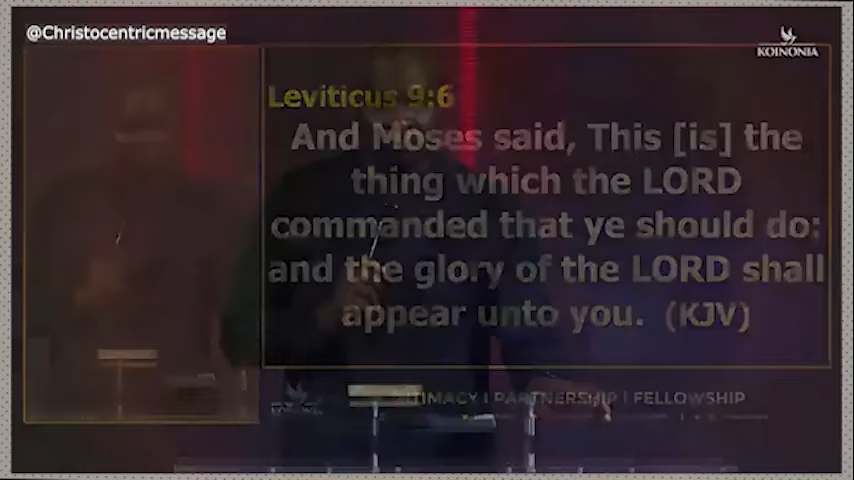 @Christocentricmessage
KOINONIA
Leviticus 9:6
And Moses said, This [is] the
thing which the LORD
commanded that ye should do:
and the glory of the LORD shall
appear unto you. (KJV)
INTIMACY | PARTNERSHIP | FELLOWSHIP